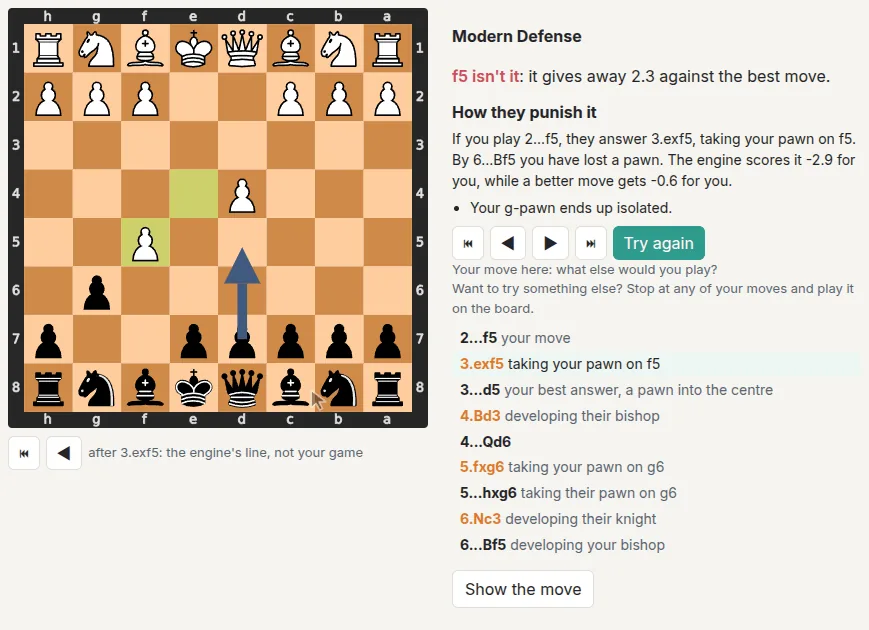 h g f e d c b a
1 1
2 2
3 3
4 4
5 5
6 6
7 7
8 8
h g f e d c b a
after 3.exf5: the engine's line, not your game
Modern Defense
f5 isn't it: it gives away 2.3 against the best move.
How they punish it
If you play 2...f5, they answer 3.exf5, taking your pawn on f5.
By 6...Bf5 you have lost a pawn. The engine scores it -2.9 for
you, while a better move gets -0.6 for you.
• Your g-pawn ends up isolated.
Try again
Your move here: what else would you play?
Want to try something else? Stop at any of your moves and play it
on the board.
2...f5 your move
3.exf5 taking your pawn on f5
3...d5 your best answer, a pawn into the centre
4.Bd3 developing their bishop
4...Qd6
5.fxg6 taking your pawn on g6
5...hxg6 taking their pawn on g6
6.Nc3 developing their knight
6...Bf5 developing your bishop
Show the move